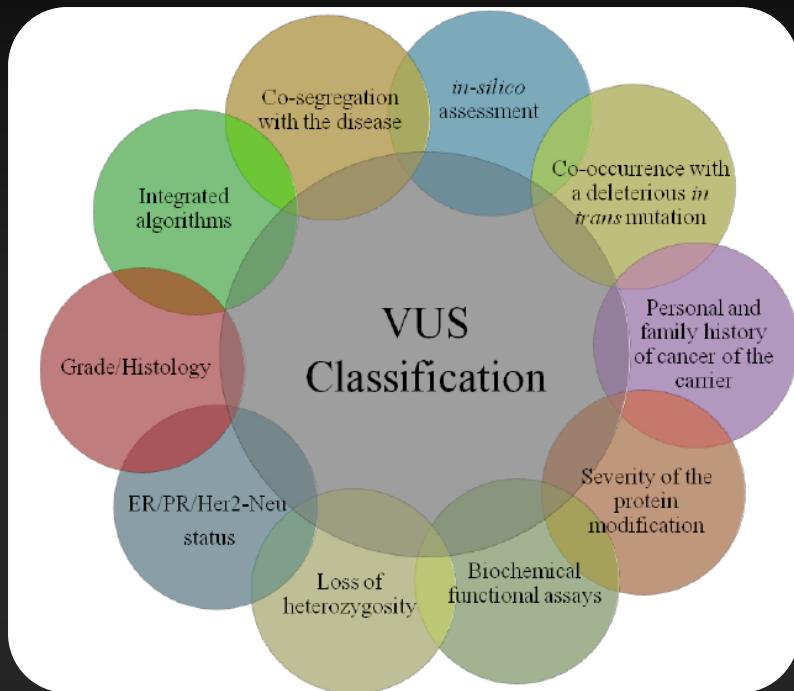 VUS
Classification
in-silico
assessment
Co-occurrence with
a deleterious in
trans mutation
Personal and
family history
of cancer of the
carrier
Severity of the
protein
modification
Biochemical
functional assays
Loss of
heterozygosity
ER/PR/Her2-Neu
status
Grade/Histology
Integrated
algorithms
Co-segregation
with the disease